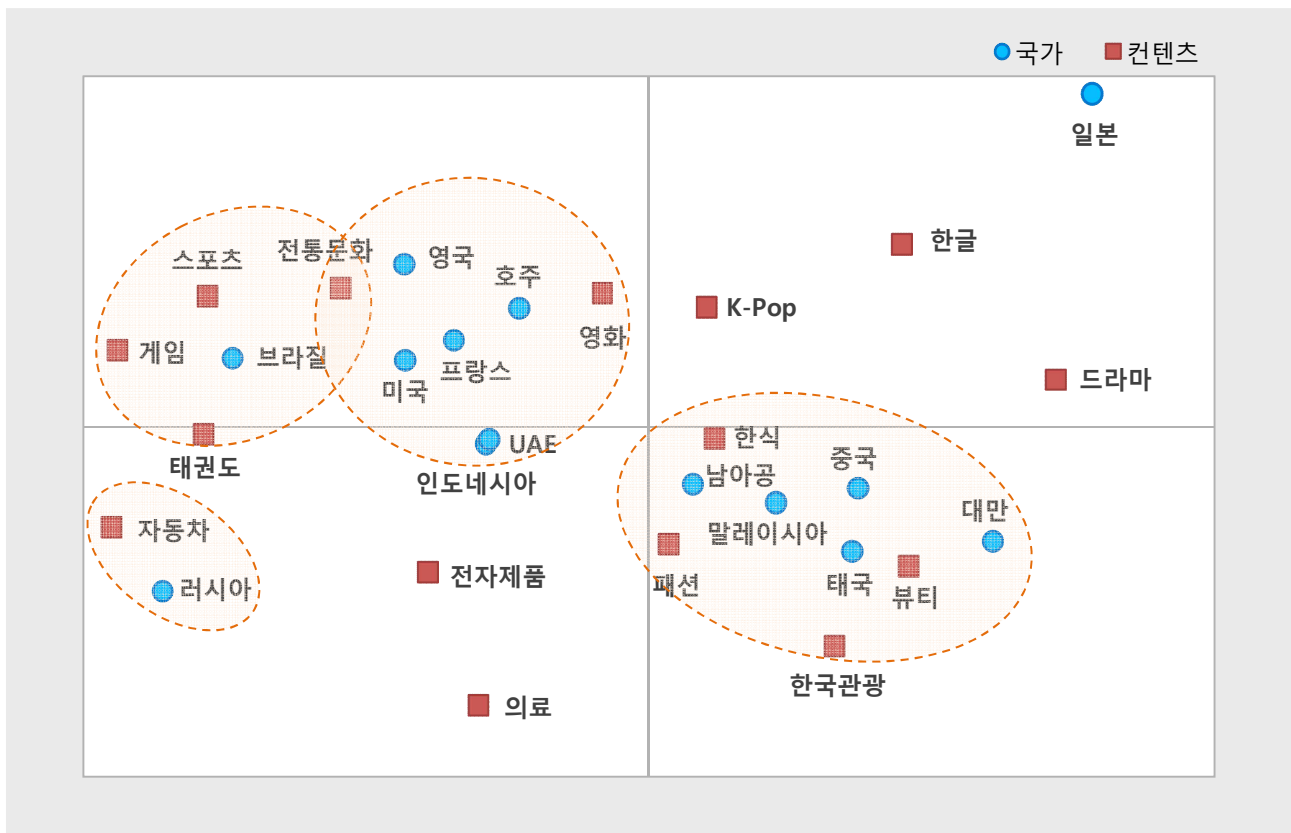 국가
컨텐츠
일본
한글
스포츠
전통문화
영국
호주
K-Pop
영화
게임
브라질
프랑스
미국
드라마
한식
UAE
중국
태권도
인도네시아
남아공
대만
자동차
말레이시아
전자제품
패션
태국
뷰티
러시아
한국관광
의료